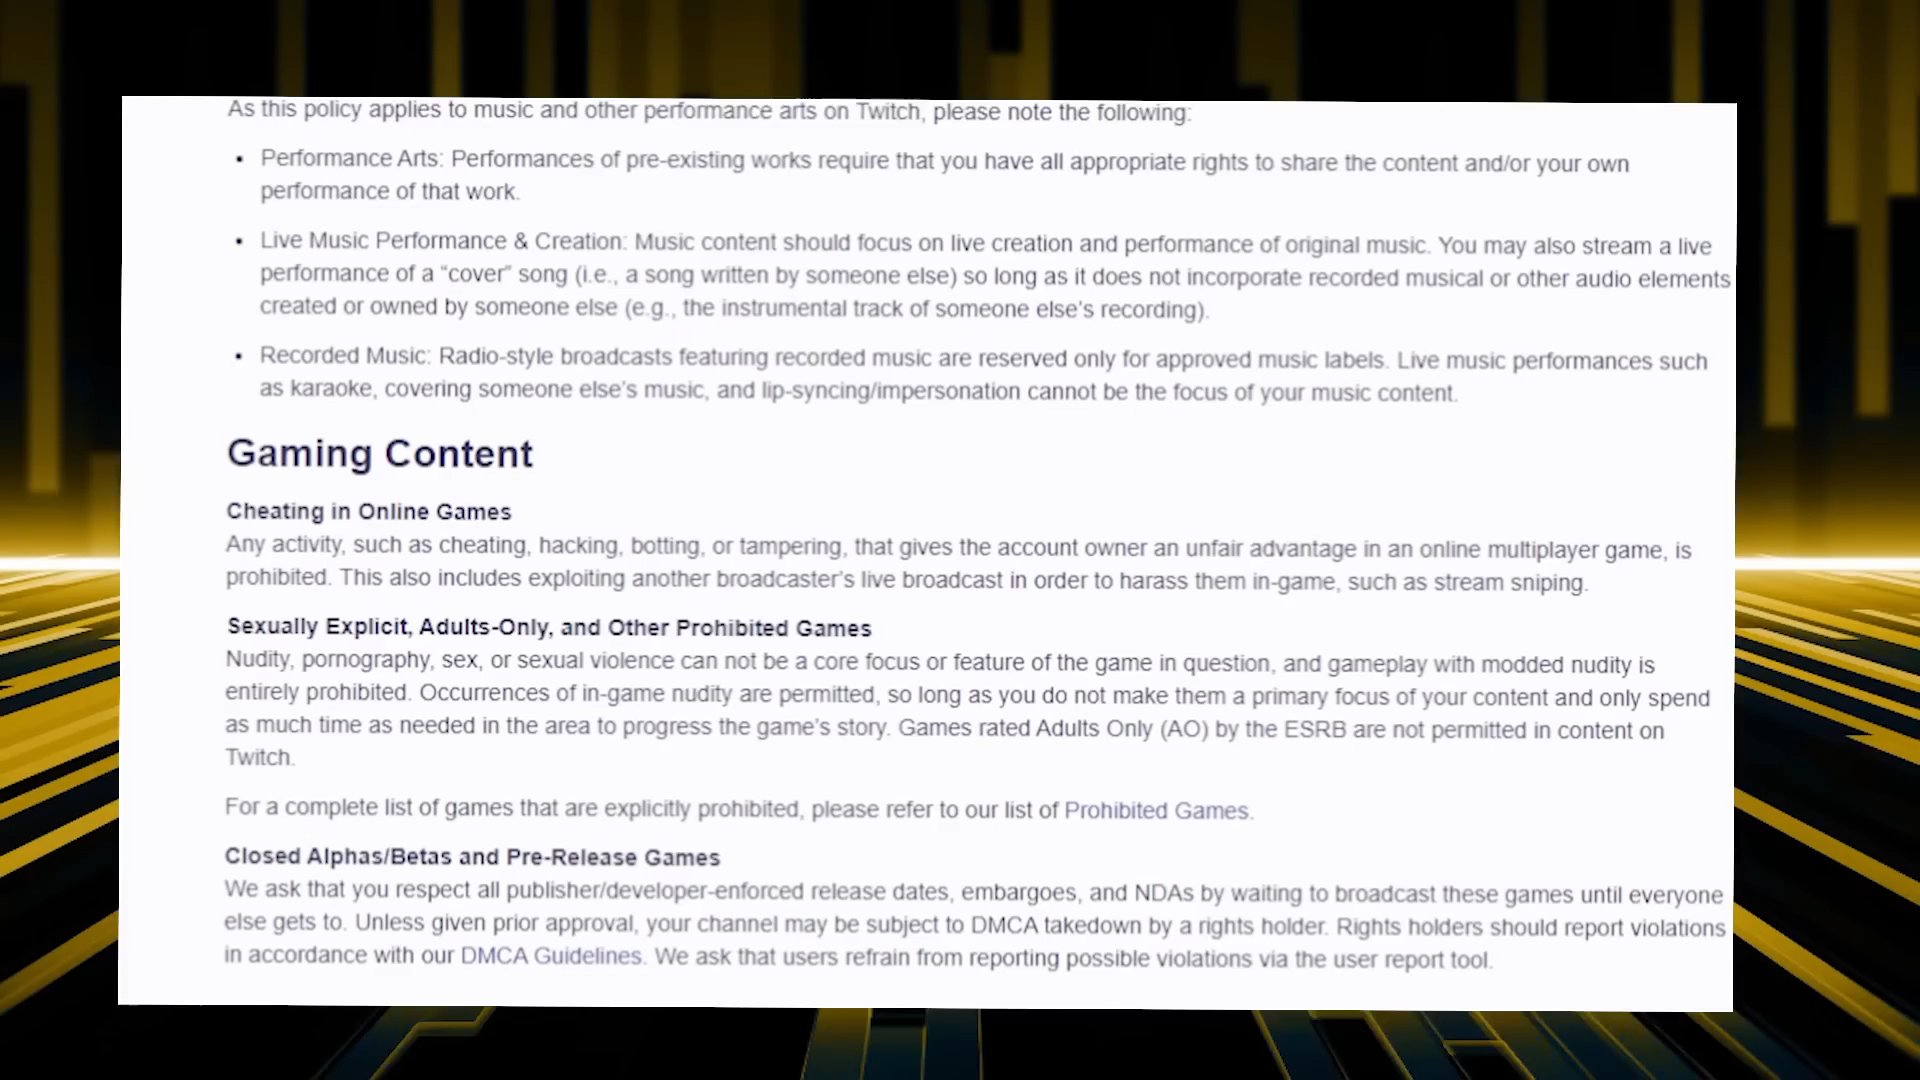 As this policy applies to music and other performance arts on Twitch, please note the following:
• Performance Arts: Performances of pre-existing works require that you have all appropriate rights to share the content and/or your own
performance of that work.
• Live Music Performance & Creation: Music content should focus on live creation and performance of original music. You may also stream a live
performance of a “cover” song (i.e., a song written by someone else) so long as it does not incorporate recorded musical or other audio elements
created or owned by someone else (e.g., the instrumental track of someone else's recording).
• Recorded Music: Radio-style broadcasts featuring recorded music are reserved only for approved music labels. Live music performances such
as karaoke, covering someone else's music, and lip-syncing/impersonation cannot be the focus of your music content.
Gaming Content
Cheating in Online Games
Any activity, such as cheating, hacking, botting, or tampering, that gives the account owner an unfair advantage in an online multiplayer game, is
prohibited. This also includes exploiting another broadcaster's live broadcast in order to harass them in-game, such as stream sniping.
Sexually Explicit, Adults-Only, and Other Prohibited Games
Nudity, pornography, sex, or sexual violence can not be a core focus or feature of the game in question, and gameplay with modded nudity is
entirely prohibited. Occurrences of in-game nudity are permitted, so long as you do not make them a primary focus of your content and only spend
as much time as needed in the area to progress the game's story. Games rated Adults Only (AO) by the ESRB are not permitted in content on
Twitch.
For a complete list of games that are explicitly prohibited, please refer to our list of Prohibited Games.
Closed Alphas/Betas and Pre-Release Games
We ask that you respect all publisher/developer-enforced release dates, embargoes, and NDAs by waiting to broadcast these games until everyone
else gets to. Unless given prior approval, your channel may be subject to DMCA takedown by a rights holder. Rights holders should report violations
in accordance with our DMCA Guidelines. We ask that users refrain from reporting possible violations via the user report tool.